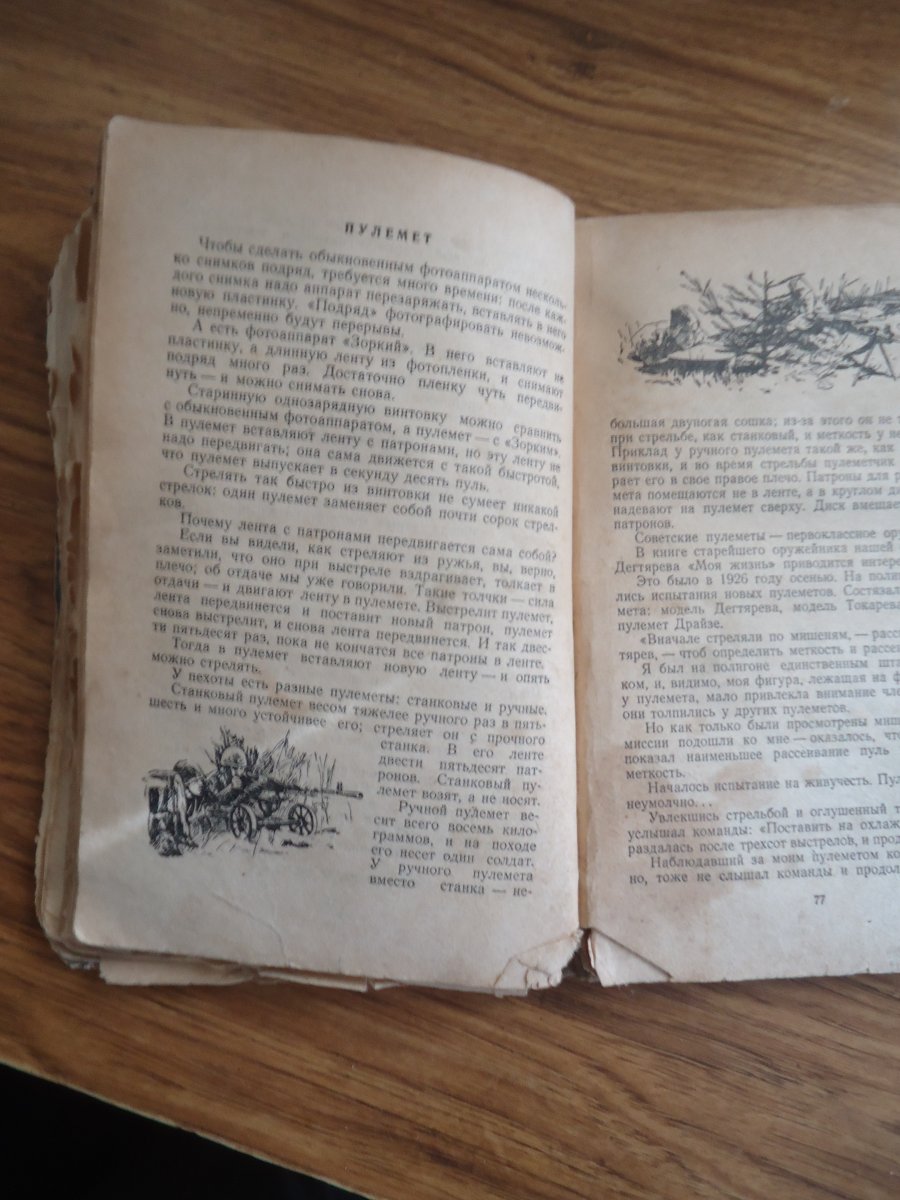 ПУЛЕМЕТ
Чтобы сделать обыкновенным фотоаппаратом несколь-
ко снимков подряд, требуется много времени: после каж-
дого снимка надо аппарат перезаряжать, вставлять в него
новую пластинку. «Подряд» фотографировать невозмож-
но, непременно будут перерывы.
А есть фотоаппарат «Зоркий». В него вставляют не
пластинку, а длинную ленту из фотопленки, и снимают
подряд много раз. Достаточно пленку чуть передви-
нуть — и можно снимать снова.
Старинную однозарядную винтовку можно сравнить
с обыкновенным фотоаппаратом, а пулемет — с «Зорким».
В пулемет вставляют ленту с патронами, но эту ленту не
надо передвигать; она сама движется с такой быстротой,
что пулемет выпускает в секунду десять пуль.
Стрелять так быстро из винтовки не сумеет никакой
стрелок: один пулемет заменяет собой почти сорок стрел-
ков.
Почему лента с патронами передвигается сама собой?
Если вы видели, как стреляют из ружья, вы, верно,
заметили, что оно при выстреле вздрагивает, толкает в
плечо; об отдаче мы уже говорили. Такие толчки — сила
отдачи — и двигают ленту в пулемете. Выстрелит пулемет,
лента передвинется и поставит новый патрон, пулемет
снова выстрелит, и снова лента передвинется. И так двес-
ти пятьдесят раз, пока не кончатся все патроны в ленте.
Тогда в пулемет вставляют новую ленту — и опять
можно стрелять.
У пехоты есть разные пулеметы: станковые и ручные.
Станковый пулемет весом тяжелее ручного раз в пять-
шесть и много устойчивее его; стреляет он с прочного
станка. В его ленте
двести пятьдесят пат-
ронов. Станковый пу-
лемет возят, а не носят.
Ручной пулемет ве-
сит всего восемь кило-
граммов, и на походе
его несет один солдат.
У ручного пулемета
вместо станка — не-
большая двуногая сошка; из-за этого он не
при стрельбе, как станковый, и меткость у
Приклад у ручного пулемета такой же, как
винтовки, и во время стрельбы пулеметчик
рает его в свое правое плечо. Патроны для
мета помещаются не в ленте, а в круглом
надевают на пулемет сверху. Диск вмещае
патронов.
Советские пулеметы — первоклассное
В книге старейшего оружейника нашей
Дегтярева «Моя жизнь» приводится интере
Это было в 1926 году осенью. На поли
лись испытания новых пулеметов. Состязал
мета: модель Дегтярева, модель Токарева
пулемет Драйзе.
«Вначале стреляли по мишеням, — расс
тярев, — чтоб определить меткость и рассеи
Я был на полигоне единственным шта
ком, и, видимо, моя фигура, лежащая на
у пулемета, мало привлекла внимание чле
они толпились у других пулеметов.
Но как только были просмотрены миш
миссии подошли ко мне — оказалось, что
показал наименьшее рассеивание пуль
меткость.
Началось испытание на живучесть. Пул
неумолчно...
Увлекшись стрельбой и оглушенный
услышал команды: «Поставить на охлаж
раздалась после трехсот выстрелов, и прод
Наблюдавший за моим пулеметом ко
но, тоже не слышал команды и продол
77